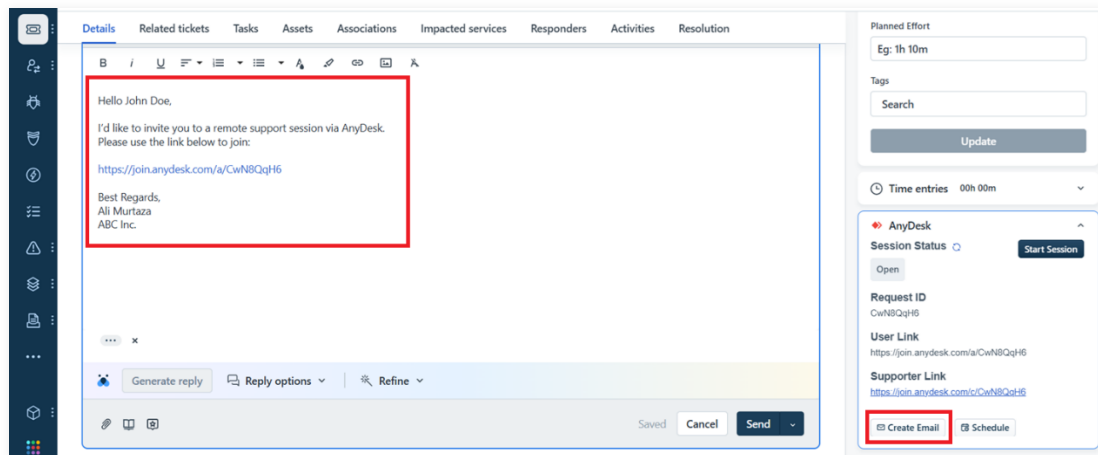 Details Related tickets Tasks Assets Associations Impacted services Responders Activities Resolution
B i U
Hello John Doe,
I'd like to invite you to a remote support session via AnyDesk.
Please use the link below to join:
https://join.anydesk.com/a/CwN8QqH6
Best Regards,
Ali Murtaza
ABC Inc.
Generate reply Reply options Refine
Saved Cancel Send
Planned Effort
Eg: 1h 10m
Tags
Search
Update
Time entries 00h 00m
AnyDesk
Session Status Start Session
Open
Request ID
CwN8QqH6
User Link
https://join.anydesk.com/a/CwN8QqH6
Supporter Link
https://join.anydesk.com/c/CwN8QqH6
Create Email Schedule